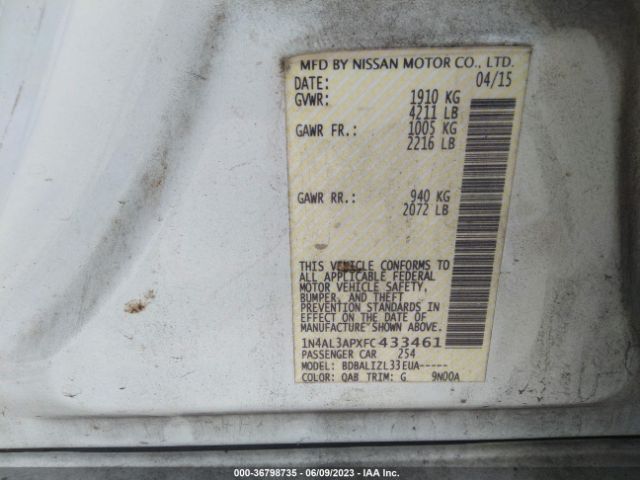 MFD BY NISSAN MOTOR CO., LTD.
DATE: 04/15
GVWR: 1910 KG
4211 LB
GAWR FR.: 1005 KG
2216 LB
GAWR RR.: 940 KG
2072 LB
THIS VEHICLE CONFORMS TO
ALL APPLICABLE FEDERAL
MOTOR VEHICLE SAFETY,
BUMPER, AND THEFT
PREVENTION STANDARDS IN
EFFECT ON THE DATE OF
MANUFACTURE SHOWN ABOVE.
1N4AL3APXFC433461
PASSENGER CAR 254
MODEL: BDBALIZL33EUA-----
COLOR: QAB TRIM: G 9N00A
000-36798735 - 06/09/2023 - IAA Inc.